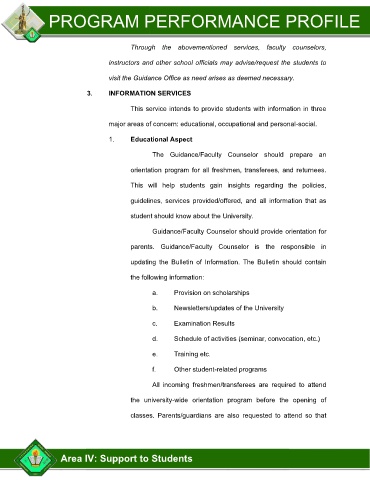 PROGRAM PERFORMANCE PROFILE
Through the abovementioned services, faculty counselors,
instructors and other school officials may advise/request the students to
visit the Guidance Office as need arises as deemed necessary.
3. INFORMATION SERVICES
This service intends to provide students with information in three
major areas of concern: educational, occupational and personal-social.
1. Educational Aspect
The Guidance/Faculty Counselor should prepare an
orientation program for all freshmen, transferees, and returnees.
This will help students gain insights regarding the policies,
guidelines, services provided/offered, and all information that as
student should know about the University.
Guidance/Faculty Counselor should provide orientation for
parents. Guidance/Faculty Counselor is the responsible in
updating the Bulletin of Information. The Bulletin should contain
the following information:
a. Provision on scholarships
b. Newsletters/updates of the University
c. Examination Results
d. Schedule of activities (seminar, convocation, etc.)
e. Training etc.
f. Other student-related programs
All incoming freshmen/transferees are required to attend
the university-wide orientation program before the opening of
classes. Parents/guardians are also requested to attend so that
Area IV: Support to Students